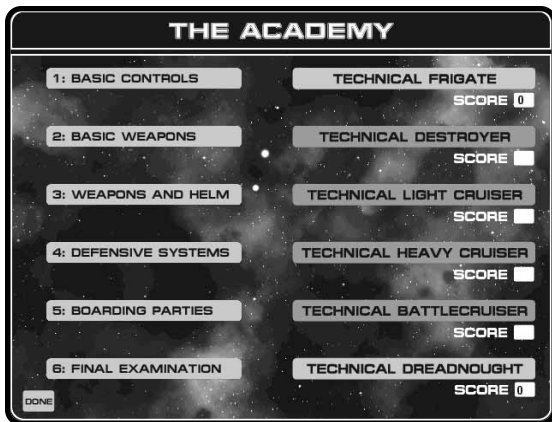 THE ACADEMY
1: BASIC CONTROLS
TECHNICAL FRIGATE
SCORE 0
2: BASIC WEAPONS
TECHNICAL DESTROYER
SCORE
3: WEAPONS AND HELM
TECHNICAL LIGHT CRUISER
SCORE
4: DEFENSIVE SYSTEMS
TECHNICAL HEAVY CRUISER
SCORE
5: BOARDING PARTIES
TECHNICAL BATTLECRUISER
SCORE
6: FINAL EXAMINATION
TECHNICAL DREADNOUGHT
SCORE 0
DONE